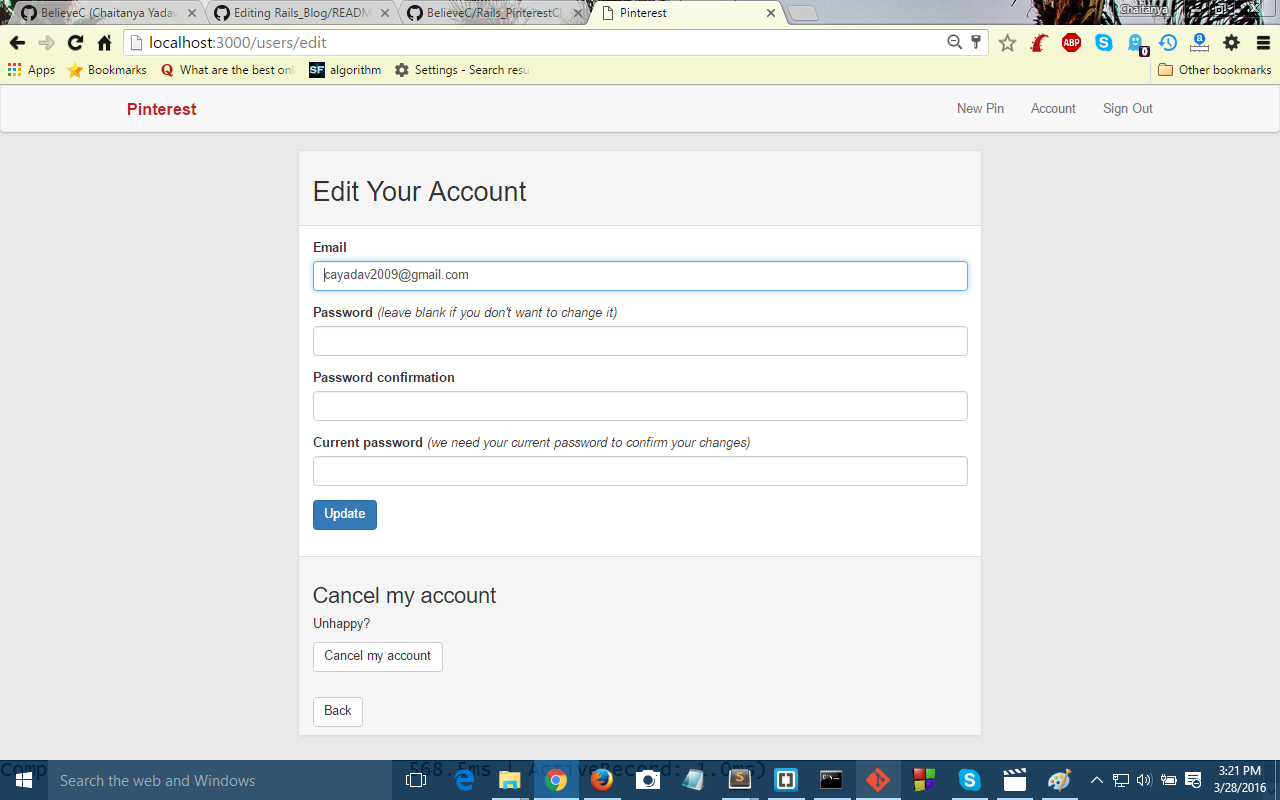 BelieveC (Chaitanya Yadav
Editing Rails_Blog/READM
BelieveC/Rails_PinterestCl
Pinterest
Chaitanya
localhost:3000/users/edit
ABP
0
a
Apps
Bookmarks
Q What are the best onl
SF algorithm
Settings - Search resu
Other bookmarks
Pinterest
New Pin
Account
Sign Out
Edit Your Account
Email
cayadav2009@gmail.com
Password (leave blank if you don't want to change it)
Password confirmation
Current password (we need your current password to confirm your changes)
Update
Cancel my account
Unhappy?
Cancel my account
Back
Comp
568.5ms | ActiveRecord: 1.0ms)
Search the web and Windows
3:21 PM
3/28/2016